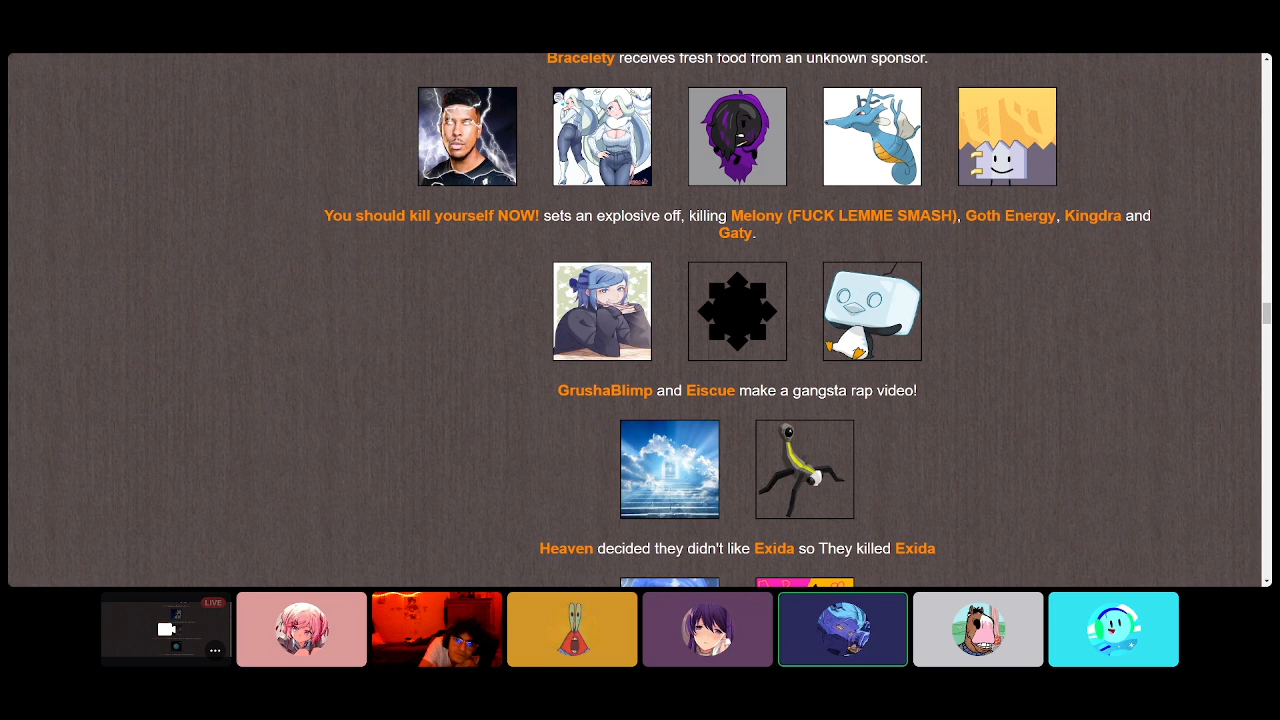 Bracelety receives fresh food from an unknown sponsor.
You should kill yourself NOW! sets an explosive off, killing Melony (FUCK LEMME SMASH), Goth Energy, Kingdra and
Gaty.
GrushaBlimp and Eiscue make a gangsta rap video!
Heaven decided they didn't like Exida so They killed Exida
LIVE